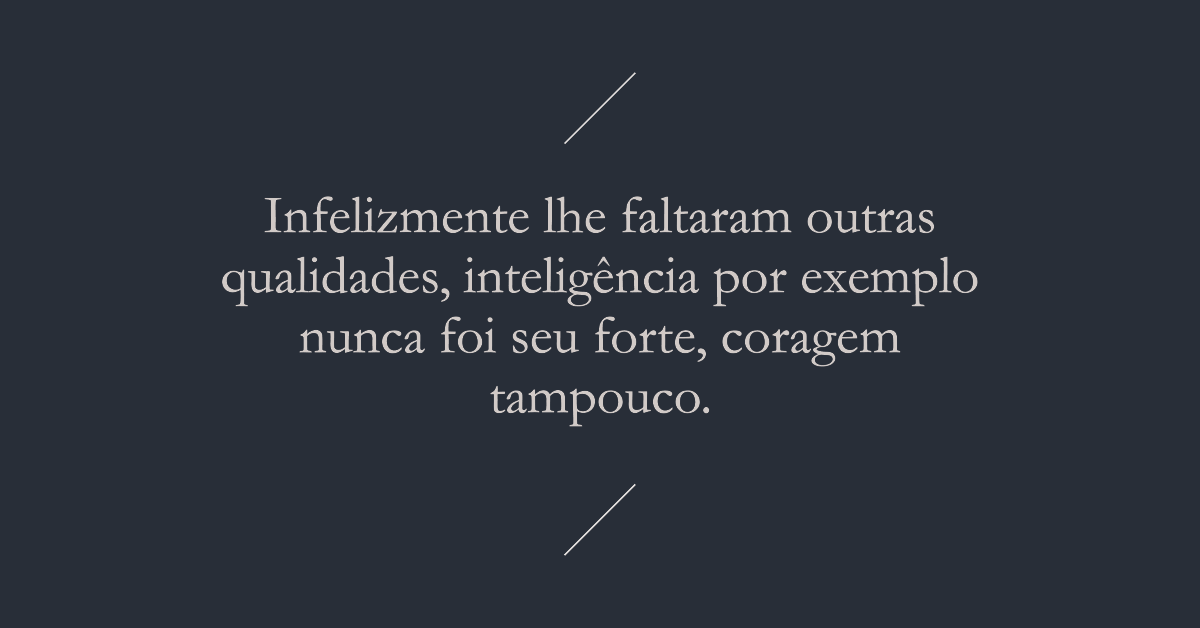 Infelizmente lhe faltaram outras
qualidades, inteligência por exemplo
nunca foi seu forte, coragem
tampouco.